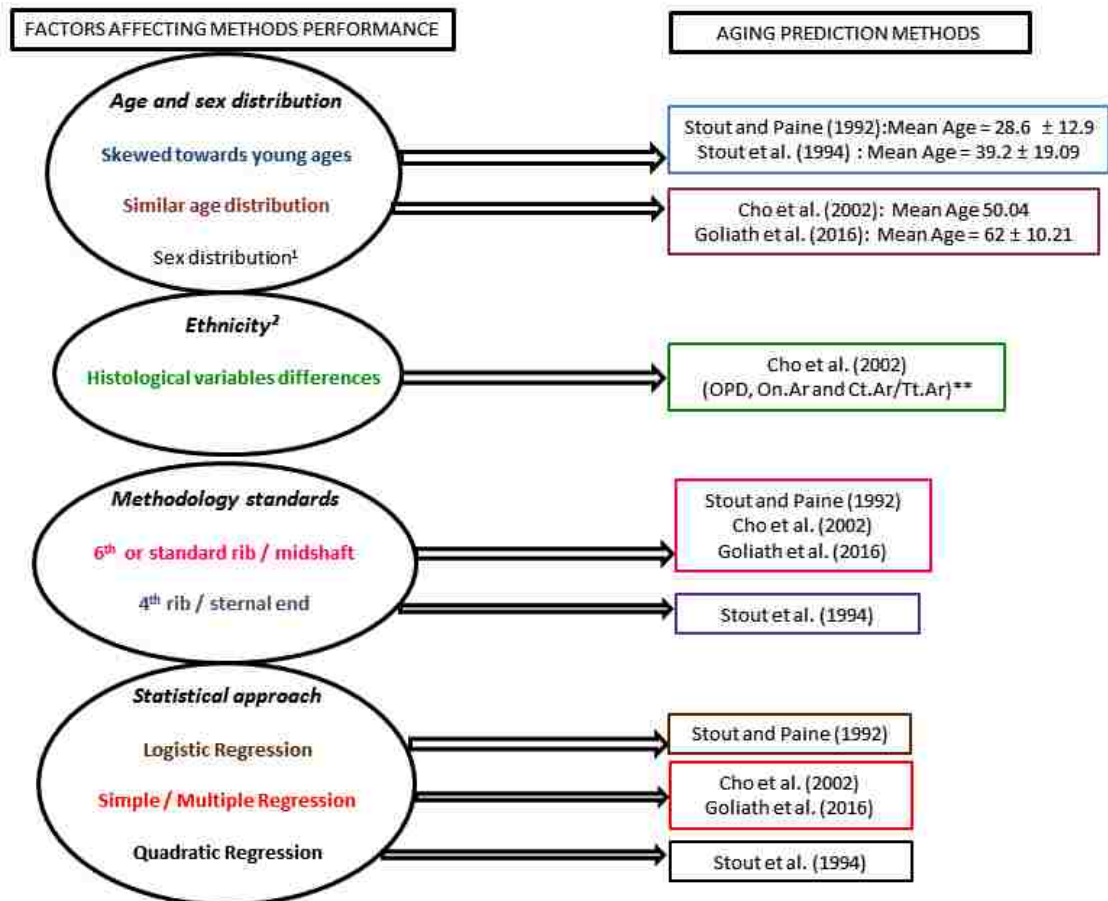 FACTORS AFFECTING METHODS PERFORMANCE
AGING PREDICTION METHODS
Age and sex distribution
Skewed towards young ages
Stout and Paine (1992):Mean Age = 28.6 ± 12.9
Stout et al. (1994) : Mean Age = 39.2 ± 19.09
Similar age distribution
Cho et al. (2002): Mean Age 50.04
Goliath et al. (2016): Mean Age = 62 ± 10.21
Sex distribution¹
Ethnicity²
Histological variables differences
Cho et al. (2002)
(OPD, On.Ar and Ct.Ar/Tt.Ar)**
Methodology standards
6th or standard rib / midshaft
Stout and Paine (1992)
Cho et al. (2002)
Goliath et al. (2016)
4th rib / sternal end
Stout et al. (1994)
Statistical approach
Logistic Regression
Stout and Paine (1992)
Simple / Multiple Regression
Cho et al. (2002)
Goliath et al. (2016)
Quadratic Regression
Stout et al. (1994)